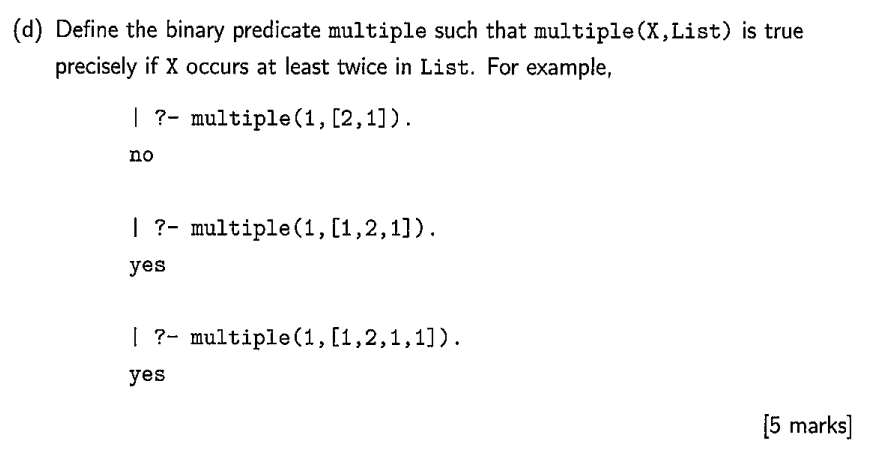 (d) Define the binary predicate multiple such that multiple(X,List) is true
precisely if X occurs at least twice in List. For example,
| ?- multiple(1,[2,1]).
no
| ?- multiple(1,[1,2,1]).
yes
| ?- multiple(1,[1,2,1,1]).
yes
[5 marks]